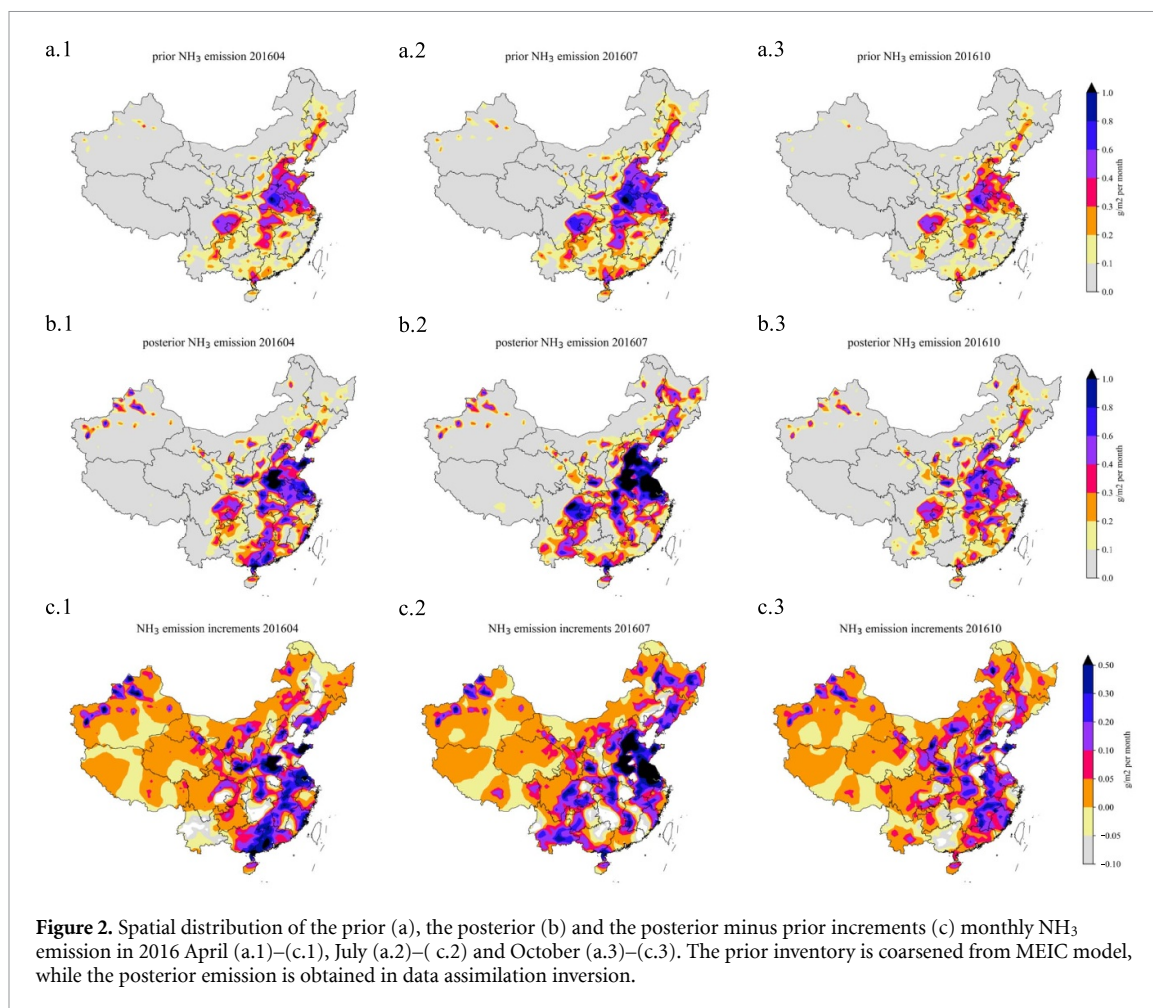 a.1
a.2
a.3
prior NH₃ emission 201604
prior NH₃ emission 201607
prior NH₃ emission 201610
1.0
0.8
0.6
0.4
0.3
0.2
0.1
0.0
g/m2 per month
b.1
b.2
b.3
posterior NH₃ emission 201604
posterior NH₃ emission 201607
posterior NH₃ emission 201610
1.0
0.8
0.6
0.4
0.3
0.2
0.1
0.0
g/m2 per month
c.1
c.2
c.3
NH₃ emission increments 201604
NH₃ emission increments 201607
NH₃ emission increments 201610
0.50
0.30
0.20
0.10
0.05
0.00
−0.05
−0.10
g/m2 per month
Figure 2. Spatial distribution of the prior (a), the posterior (b) and the posterior minus prior increments (c) monthly NH₃
emission in 2016 April (a.1)–(c.1), July (a.2)–( c.2) and October (a.3)–(c.3). The prior inventory is coarsened from MEIC model,
while the posterior emission is obtained in data assimilation inversion.